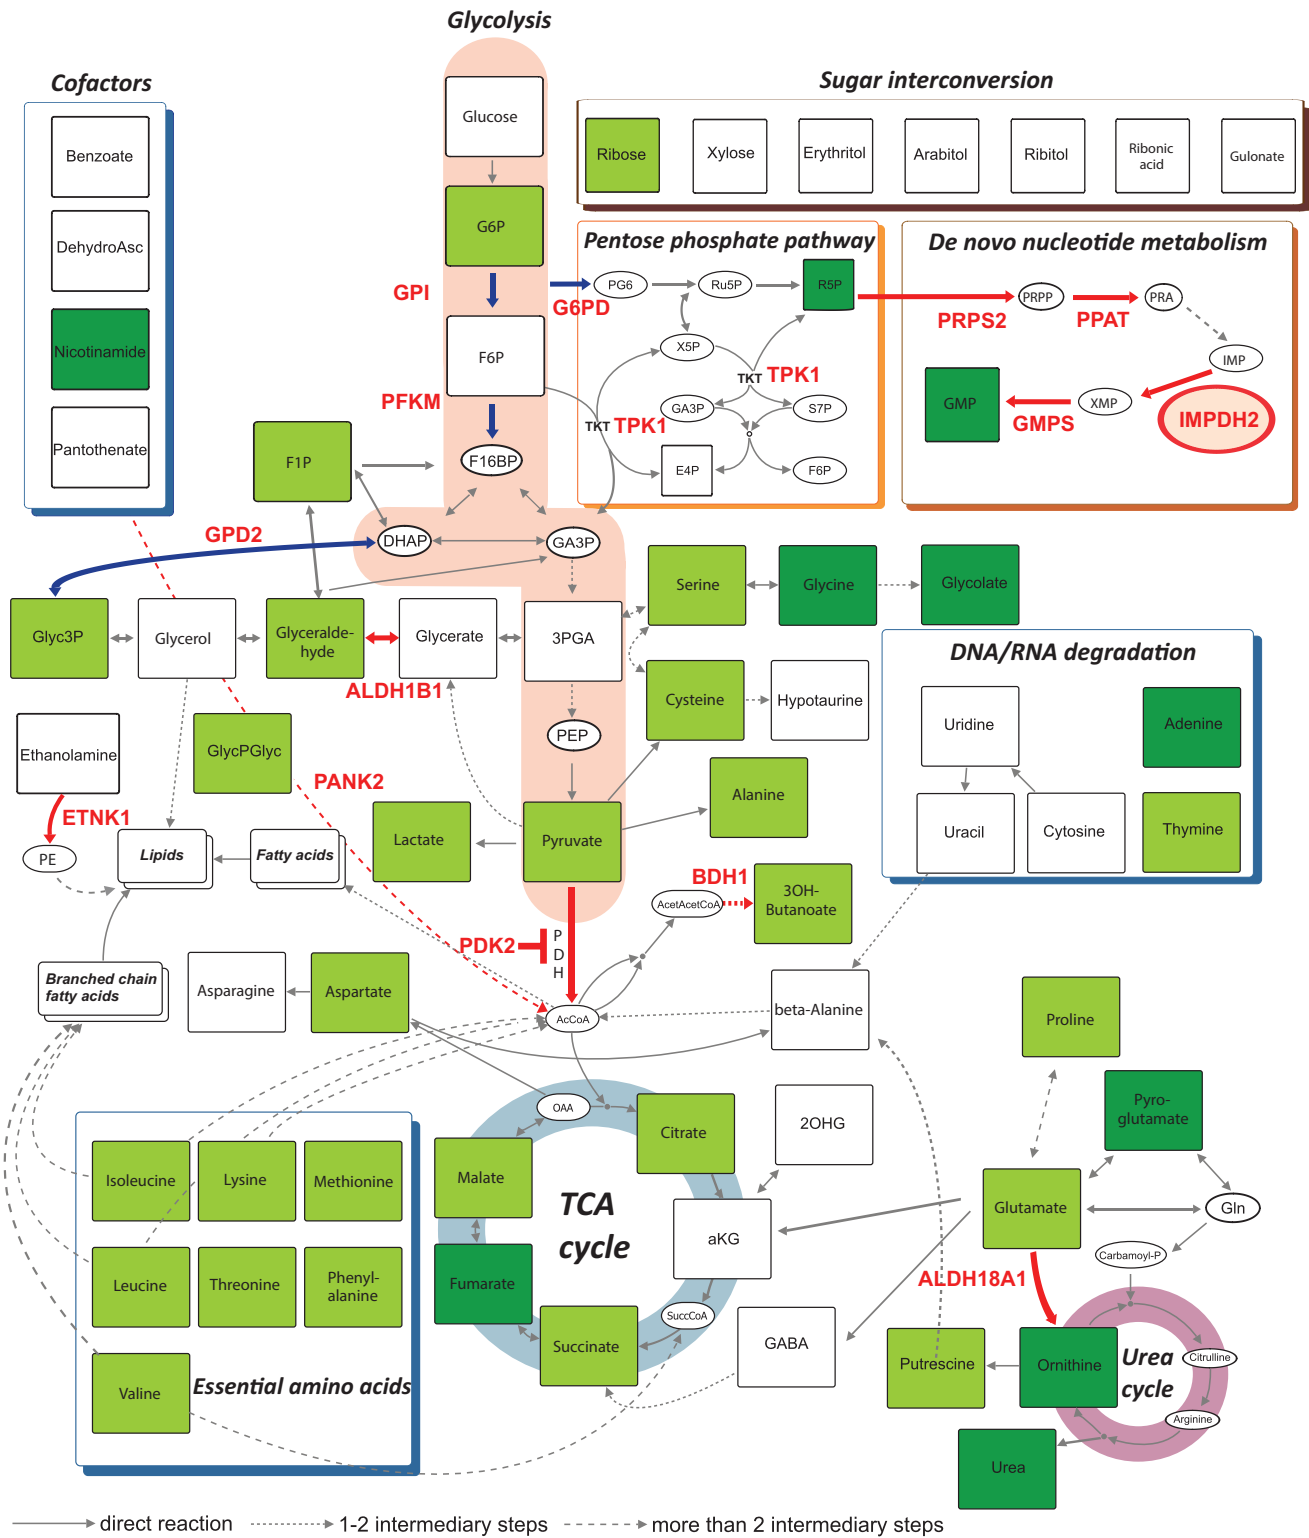 Glycolysis
Cofactors
Sugar interconversion
Glucose
Benzoate
Ribose
Xylose
Erythritol
Arabitol
Ribitol
Ribonic
acid
Gulonate
DehydroAsc
G6P
Pentose phosphate pathway
De novo nucleotide metabolism
GPI
G6PD
PG6
Ru5P
R5P
PRPS2
PRPP
PPAT
PRA
Nicotinamide
F6P
X5P
IMP
TKT TPK1
PFKM
GA3P
S7P
GMP
GMPS
XMP
IMPDH2
TKT TPK1
Pantothenate
F1P
F16BP
E4P
F6P
GPD2
DHAP
GA3P
Serine
Glycine
Glycolate
Glyc3P
Glycerol
Glyceralde-
hyde
Glycerate
3PGA
DNA/RNA degradation
ALDH1B1
Cysteine
Hypotaurine
Uridine
Adenine
Ethanolamine
GlycPGlyc
PEP
PANK2
Alanine
ETNK1
Lactate
Pyruvate
Uracil
Cytosine
Thymine
PE
Lipids
Fatty acids
BDH1
AcetAcetCoA
3OH-
Butanoate
PDK2
P
D
H
Branched chain
fatty acids
Asparagine
Aspartate
AcCoA
beta-Alanine
Proline
OAA
Citrate
2OHG
Pyro-
glutamate
Isoleucine
Lysine
Methionine
Malate
TCA
cycle
aKG
Glutamate
Gln
Carbamoyl-P
Leucine
Threonine
Phenyl-
alanine
Fumarate
ALDH18A1
SuccCoA
Succinate
GABA
Putrescine
Ornithine
Urea
cycle
Citrulline
Valine
Essential amino acids
Arginine
Urea
direct reaction
1-2 intermediary steps
more than 2 intermediary steps